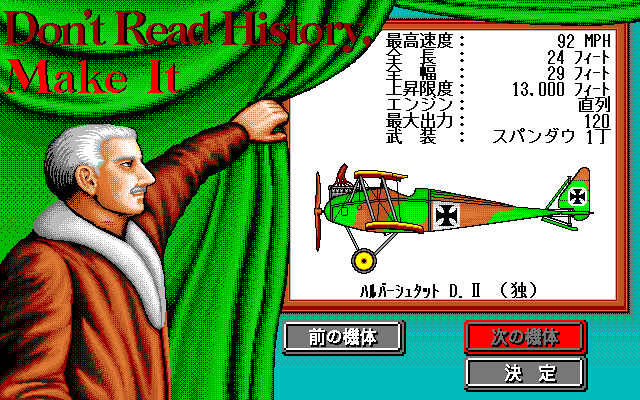 Don't Read History,
Make It
最高速度： 92 MPH
全　長： 24 フィート
全　幅： 29 フィート
上昇限度： 13.000 フィート
エンジン： 直列
最大出力： 120
武　装： スパンダウ 1丁
ハルバーシュタット D.Ⅱ （独）
前の機体
次の機体
決 定